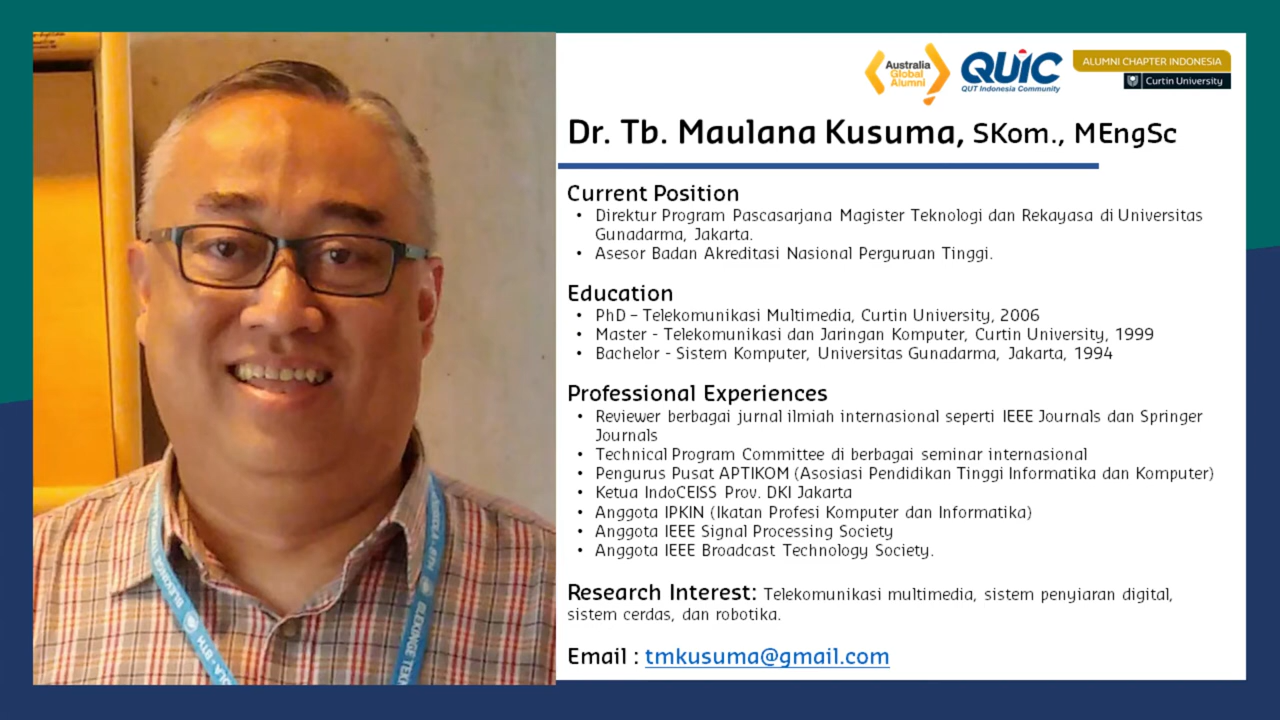 Australia
Global
Alumni
QUIC
QUT Indonesia Community
ALUMNI CHAPTER INDONESIA
Curtin University
Dr. Tb. Maulana Kusuma, SKom., MEngSc
Current Position
• Direktur Program Pascasarjana Magister Teknologi dan Rekayasa di Universitas
Gunadarma, Jakarta.
• Asesor Badan Akreditasi Nasional Perguruan Tinggi.
Education
• PhD – Telekomunikasi Multimedia, Curtin University, 2006
• Master - Telekomunikasi dan Jaringan Komputer, Curtin University, 1999
• Bachelor - Sistem Komputer, Universitas Gunadarma, Jakarta, 1994
Professional Experiences
• Reviewer berbagai jurnal ilmiah internasional seperti IEEE Journals dan Springer
Journals
• Technical Program Committee di berbagai seminar internasional
• Pengurus Pusat APTIKOM (Asosiasi Pendidikan Tinggi Informatika dan Komputer)
• Ketua IndoCEISS Prov. DKI Jakarta
• Anggota IPKIN (Ikatan Profesi Komputer dan Informatika)
• Anggota IEEE Signal Processing Society
• Anggota IEEE Broadcast Technology Society.
Research Interest: Telekomunikasi multimedia, sistem penyiaran digital,
sistem cerdas, dan robotika.
Email : tmkusuma@gmail.com
BLEKINGE
OLA - BTH
BLEKINGE TEKN